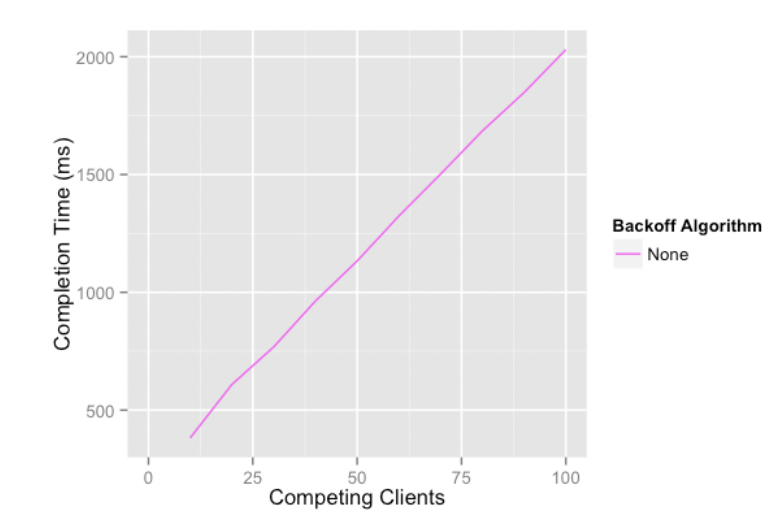 2000
1500
1000
500
Completion Time (ms)
0 25 50 75 100
Competing Clients
Backoff Algorithm
None